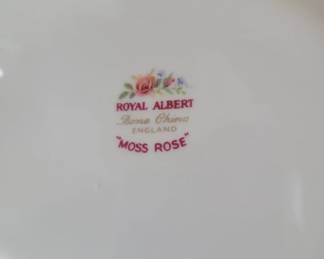 ROYAL ALBERT
Bone China
ENGLAND
"MOSS ROSE"